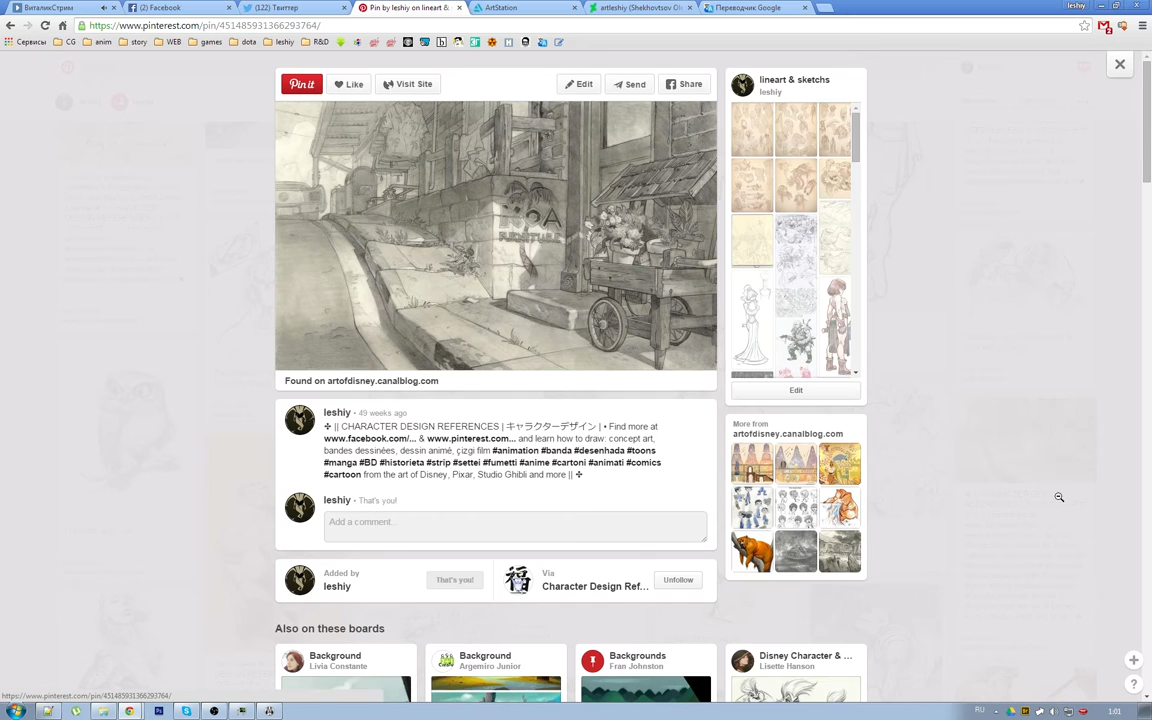 ВиталикСтрим
(2) Facebook
(122) Твиттер
Pin by leshiy on lineart &
ArtStation
artleshiy (Shekhovtsov Ol
Переводчик Google
leshiy
https://www.pinterest.com/pin/451485931366293764/
Сервисы
CG
anim
story
WEB
games
dota
leshiy
R&D
Pin it
Like
Visit Site
Edit
Send
Share
FURNITURE
Found on artofdisney.canalblog.com
lineart & sketchs
leshiy
Edit
More from
artofdisney.canalblog.com
leshiy • 49 weeks ago
✣ || CHARACTER DESIGN REFERENCES | キャラクターデザイン | • Find more at
www.facebook.com/... & www.pinterest.com... and learn how to draw: concept art,
bandes dessinées, dessin animé, çizgi film #animation #banda #desenhada #toons
#manga #BD #historieta #strip #settei #fumetti #anime #cartoni #animati #comics
#cartoon from the art of Disney, Pixar, Studio Ghibli and more || ✣
leshiy • That's you!
Add a comment...
Added by
leshiy
That's you!
福
Via
Character Design Ref...
Unfollow
Also on these boards
Background
Livia Constante
Background
Argemiro Junior
Backgrounds
Fran Johnston
Disney Character & ...
Lisette Hanson
https://www.pinterest.com/pin/451485931366293764/
RU
1:01